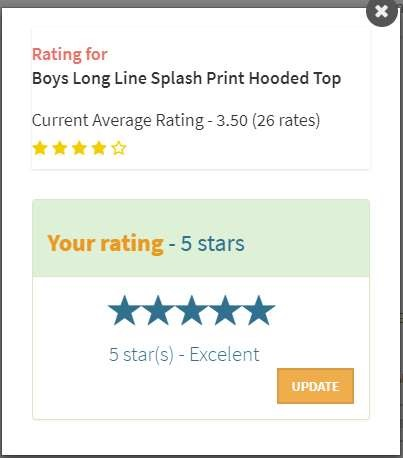 Rating for
Boys Long Line Splash Print Hooded Top
Current Average Rating - 3.50 (26 rates)
Your rating - 5 stars
5 star(s) - Excelent
UPDATE